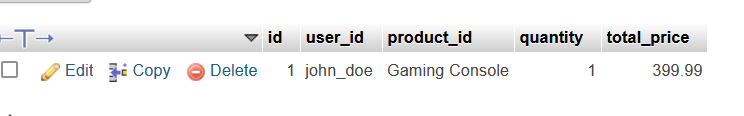 id user_id product_id quantity total_price
Edit Copy Delete 1 john_doe Gaming Console 1 399.99